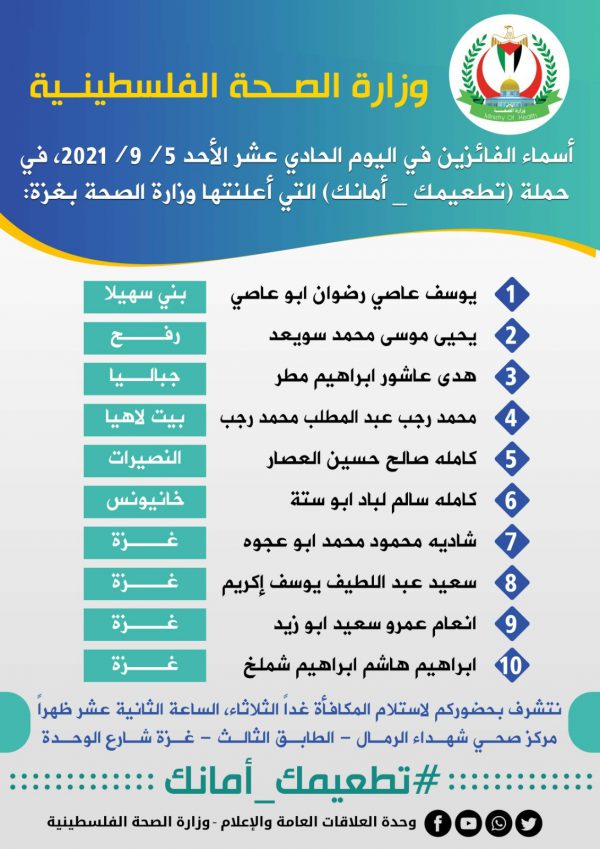 وزارة الصحة الفلسطينية
وزارة الصحة
Ministry Of Health
أسماء الفائزين في اليوم الحادي عشر الأحد 5/ 9/ 2021، في
حملة (تطعيمك _ أمانك) التي أعلنتها وزارة الصحة بغزة:
1 يوسف عاصي رضوان ابو عاصي بني سهيلا
2 يحيى موسى محمد سويعد رفح
3 هدى عاشور ابراهيم مطر جباليا
4 محمد رجب عبد المطلب محمد رجب بيت لاهيا
5 كامله صالح حسين العصار النصيرات
6 كامله سالم لباد ابو ستة خانيونس
7 شاديه محمود محمد ابو عجوه غزة
8 سعيد عبد اللطيف يوسف إكريم غزة
9 انعام عمرو سعيد ابو زيد غزة
10 ابراهيم هاشم ابراهيم شملخ غزة
نتشرف بحضوركم لاستلام المكافأة غداً الثلاثاء، الساعة الثانية عشر ظهراً
مركز صحي شهداء الرمال – الطابق الثالث – غزة شارع الوحدة
#تطعيمك_أمانك
وحدة العلاقات العامة والإعلام - وزارة الصحة الفلسطينية